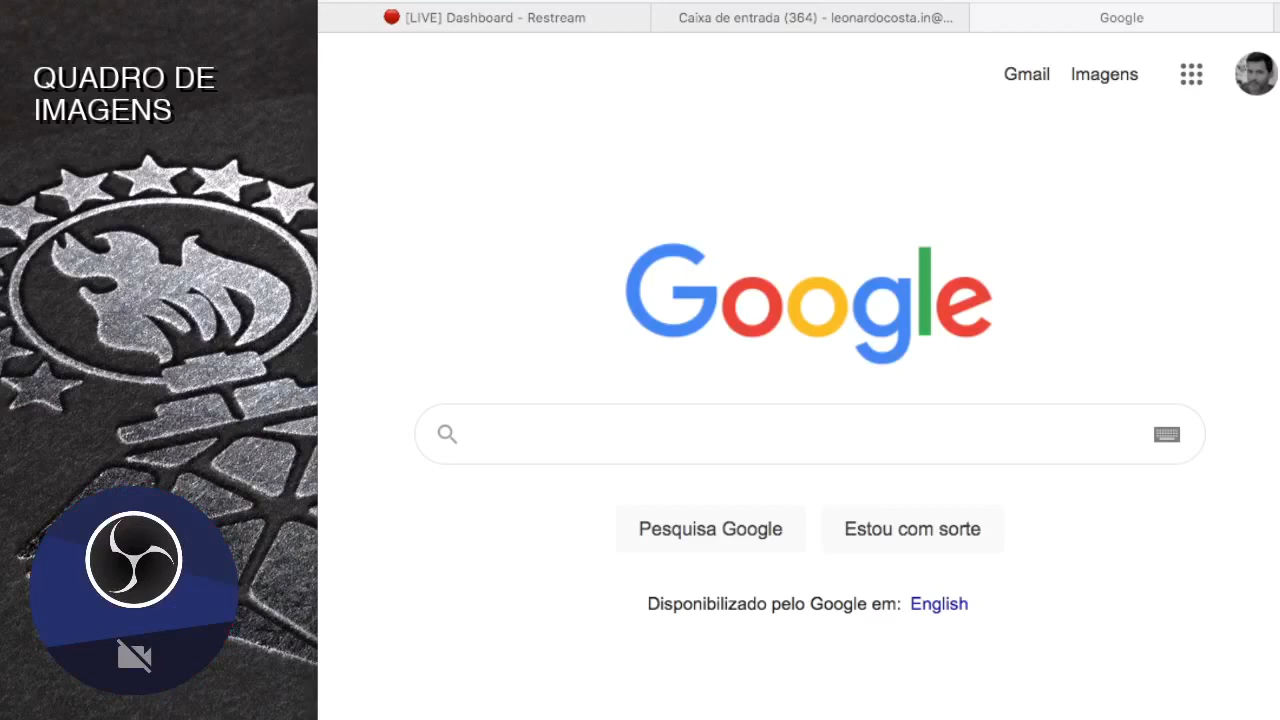 [LIVE] Dashboard - Restream
Caixa de entrada (364) - leonardocosta.in@...
Google
QUADRO DE
IMAGENS
Gmail
Imagens
Google
Pesquisa Google
Estou com sorte
Disponibilizado pelo Google em: English